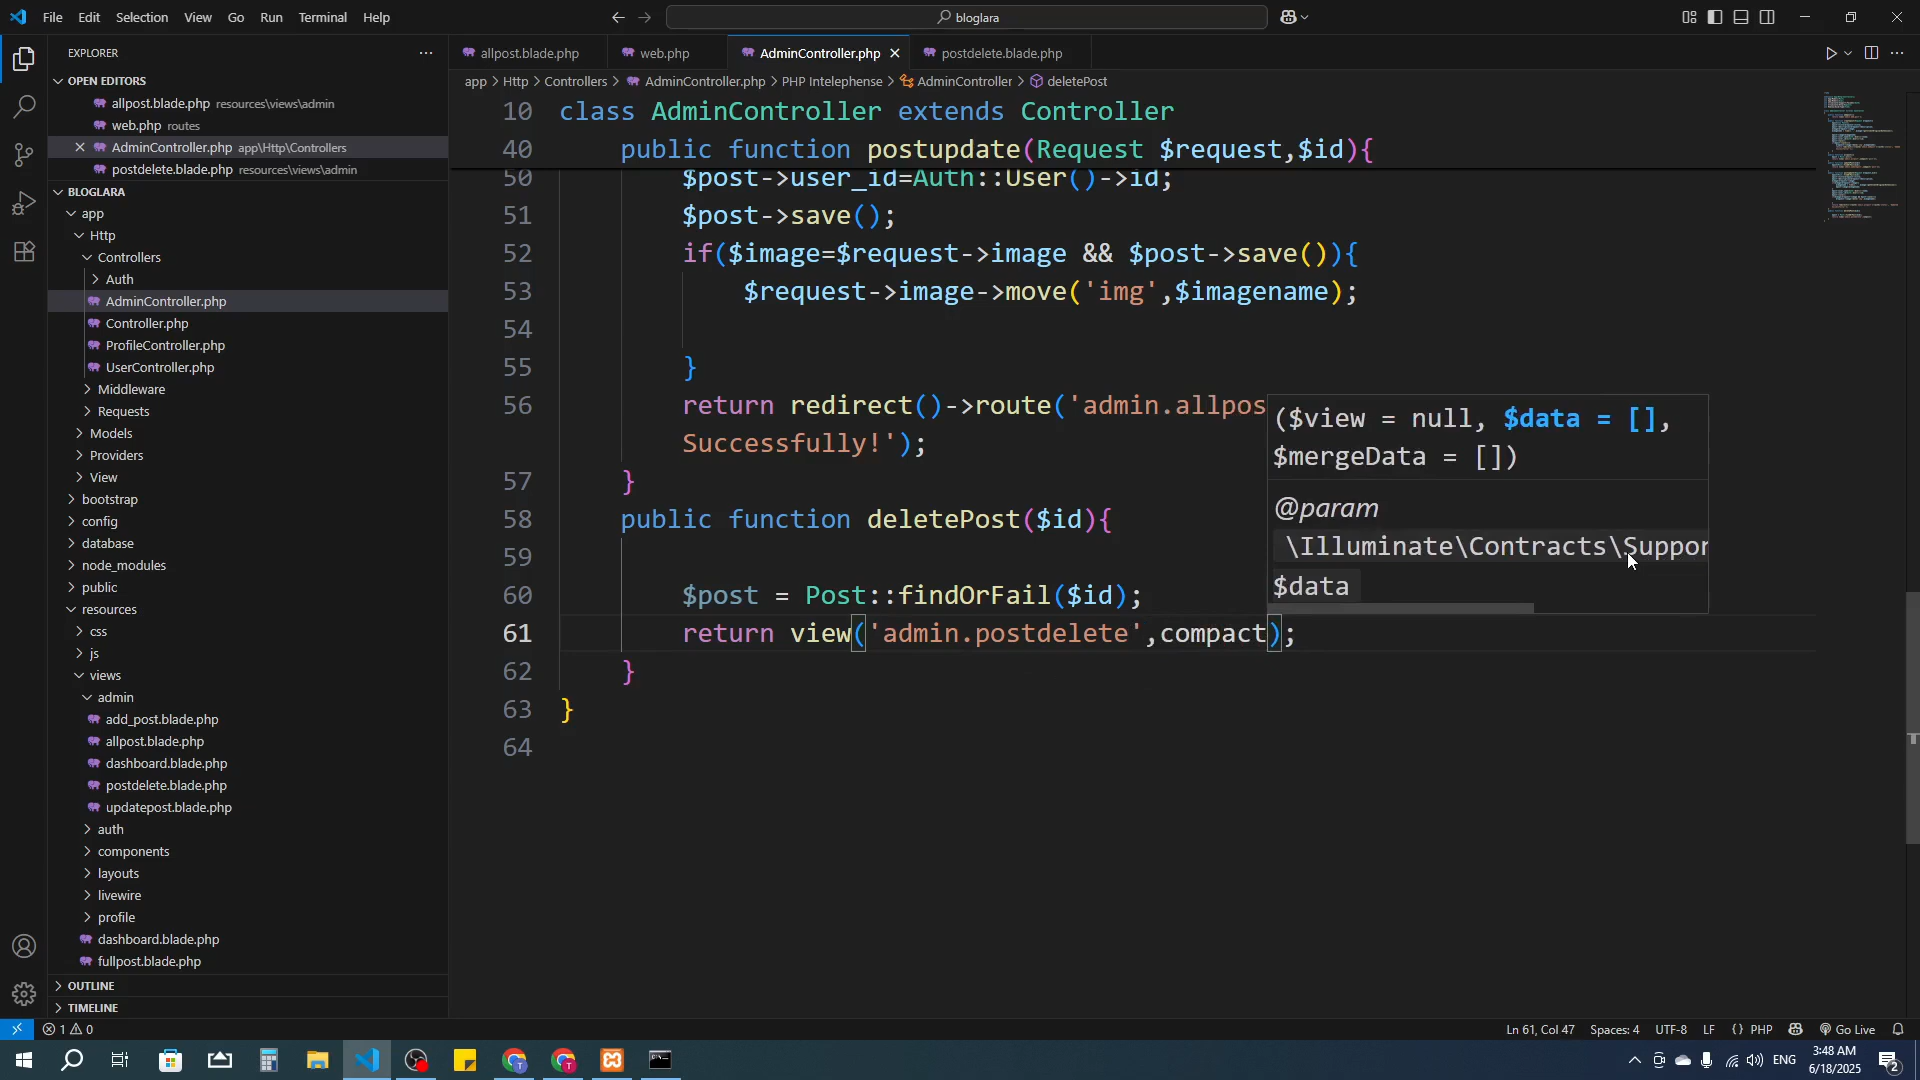 File Edit Selection View Go Run Terminal Help
bloglara
EXPLORER
OPEN EDITORS
allpost.blade.php resources\views\admin
web.php routes
AdminController.php app\Http\Controllers
postdelete.blade.php resources\views\admin
BLOGLARA
app
Http
Controllers
Auth
AdminController.php
Controller.php
ProfileController.php
UserController.php
Middleware
Requests
Models
Providers
View
bootstrap
config
database
node_modules
public
resources
css
js
views
admin
add_post.blade.php
allpost.blade.php
dashboard.blade.php
postdelete.blade.php
updatepost.blade.php
auth
components
layouts
livewire
profile
dashboard.blade.php
fullpost.blade.php
OUTLINE
TIMELINE
allpost.blade.php web.php AdminController.php postdelete.blade.php
app > Http > Controllers > AdminController.php > PHP Intelephense > AdminController > deletePost
10 class AdminController extends Controller
40 public function postupdate(Request $request,$id){
50 $post->user_id=Auth::User()->id;
51 $post->save();
52 if($image=$request->image && $post->save()){
53 $request->image->move('img',$imagename);
54
55 }
56 return redirect()->route('admin.allpos
Successfully!');
57 }
58 public function deletePost($id){
59
60 $post = Post::findOrFail($id);
61 return view('admin.postdelete',compact);
62 }
63 }
64
($view = null, $data = [],
$mergeData = [])
@param
\Illuminate\Contracts\Suppor
$data
1 0
Ln 61, Col 47 Spaces: 4 UTF-8 LF {} PHP Go Live
ENG
3:48 AM
6/18/2025
2